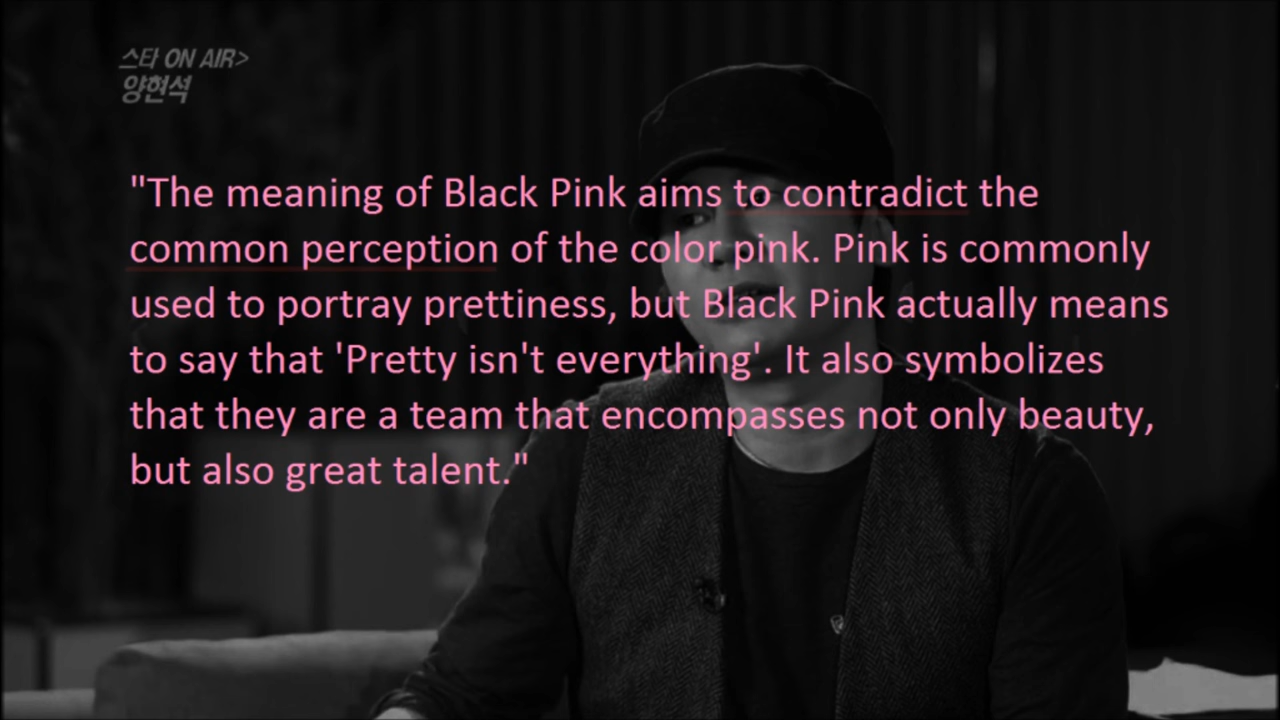 스타 ON AIR>
양현석
"The meaning of Black Pink aims to contradict the
common perception of the color pink. Pink is commonly
used to portray prettiness, but Black Pink actually means
to say that 'Pretty isn't everything'. It also symbolizes
that they are a team that encompasses not only beauty,
but also great talent."